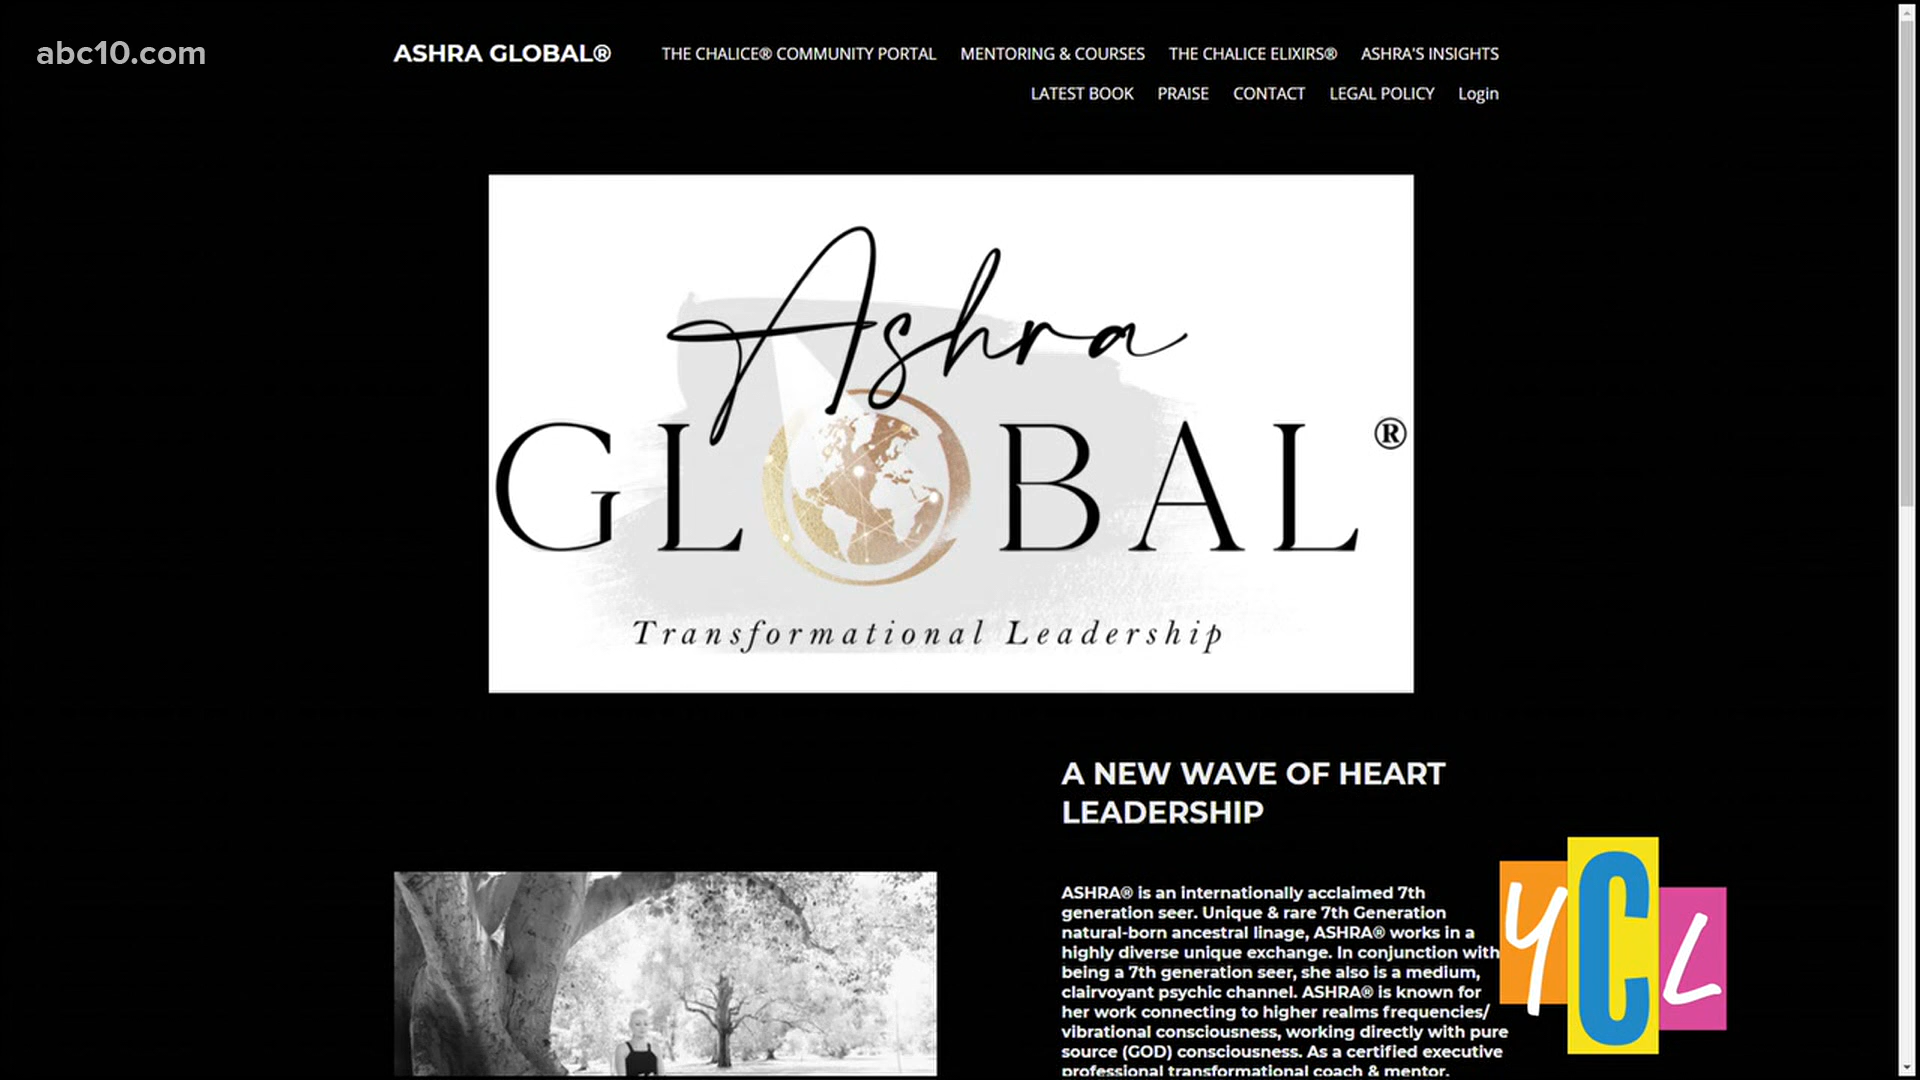 abc10.com
ASHRA GLOBAL®
THE CHALICE® COMMUNITY PORTAL MENTORING & COURSES THE CHALICE ELIXIRS® ASHRA'S INSIGHTS
LATEST BOOK PRAISE CONTACT LEGAL POLICY Login
Ashra
GLOBAL®
Transformational Leadership
A NEW WAVE OF HEART
LEADERSHIP
ASHRA® is an internationally acclaimed 7th
generation seer. Unique & rare 7th Generation
natural-born ancestral linage, ASHRA® works in a
highly diverse unique exchange. In conjunction with
being a 7th generation seer, she also is a medium,
clairvoyant psychic channel. ASHRA® is known for
her work connecting to higher realms frequencies/
vibrational consciousness, working directly with pure
source (GOD) consciousness. As a certified executive
professional transformational coach & mentor,
YCL